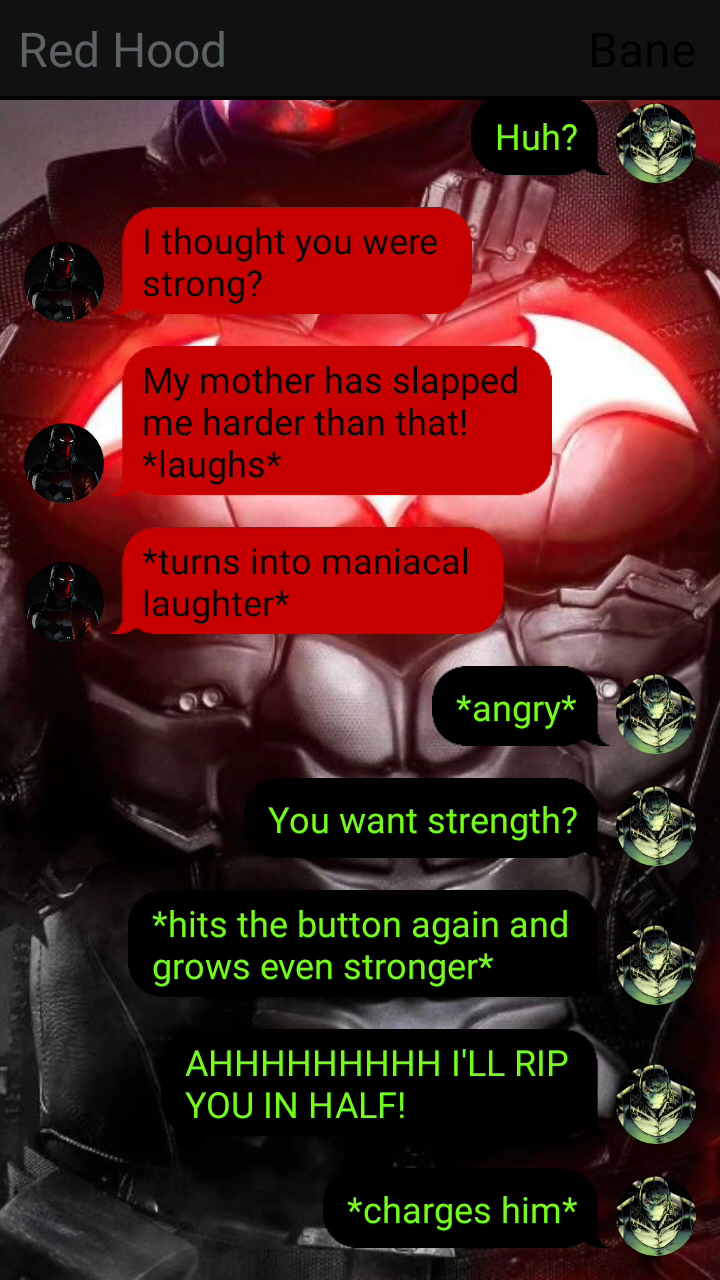 Red Hood Bane
Huh?
I thought you were
strong?
My mother has slapped
me harder than that!
*laughs*
*turns into maniacal
laughter*
*angry*
You want strength?
*hits the button again and
grows even stronger*
AHHHHHHHHH I'LL RIP
YOU IN HALF!
*charges him*